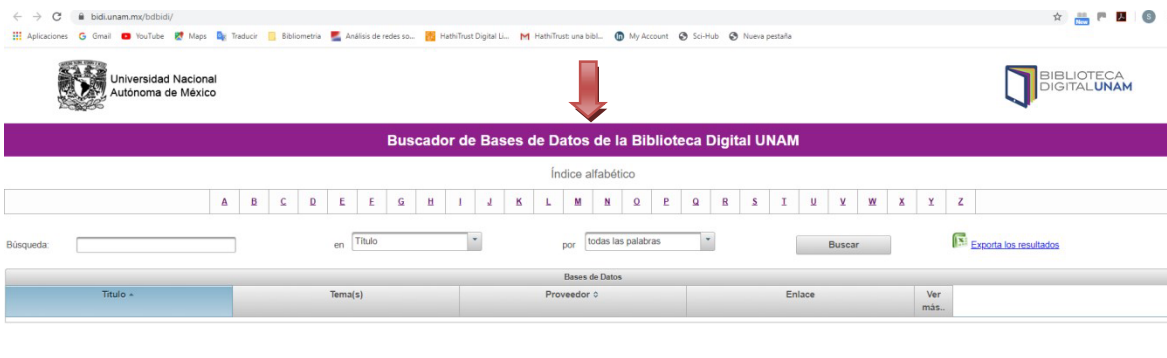 bidi.unam.mx/bdbidi/
New
S
Aplicaciones Gmail YouTube Maps Traducir Bibliometria Análisis de redes so... HathiTrust Digital Li... HathiTrust: una bibl... My Account Sci-Hub Nueva pestaña
Universidad Nacional
Autónoma de México
BIBLIOTECA
DIGITALUNAM
Buscador de Bases de Datos de la Biblioteca Digital UNAM
Índice alfabético
A B C D E F G H I J K L M N O P Q R S T U V W X Y Z
Búsqueda: en Título por todas las palabras Buscar Exporta los resultados
Bases de Datos
Título Tema(s) Proveedor Enlace Ver
más..